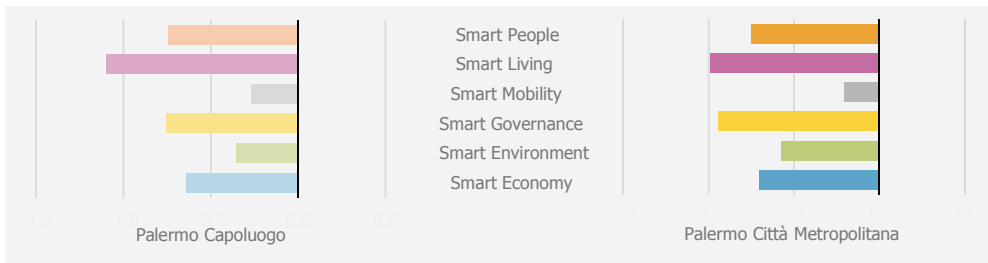 Smart People
Smart Living
Smart Mobility
Smart Governance
Smart Environment
Smart Economy
Palermo Capoluogo
Palermo Città Metropolitana